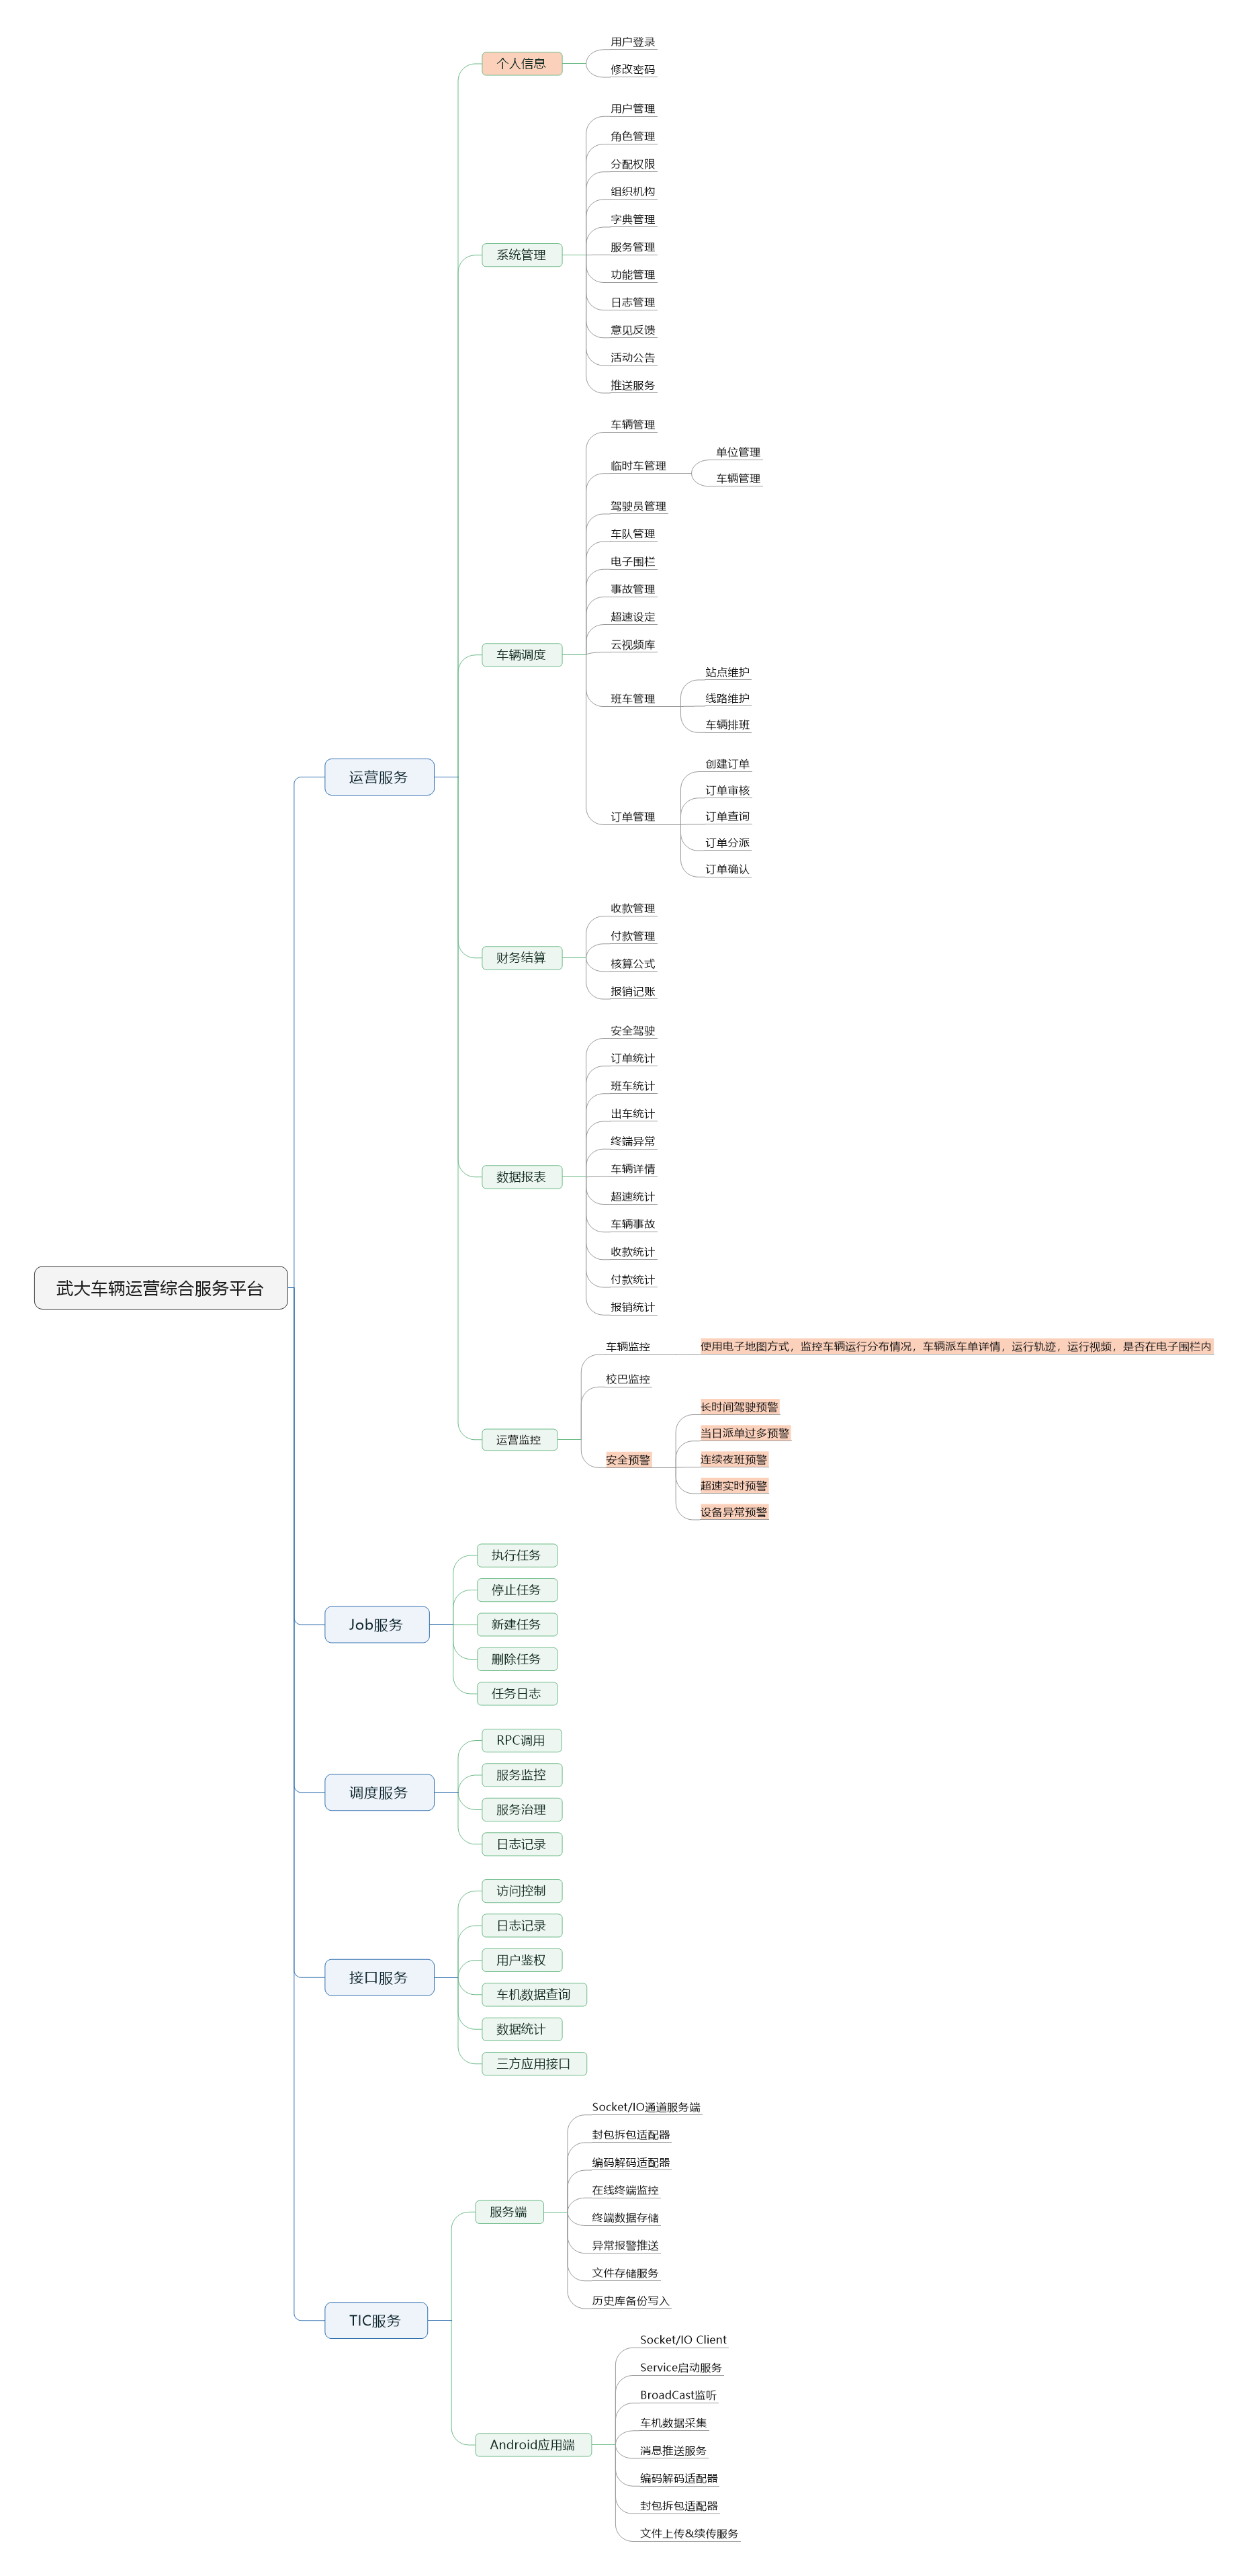 武大车辆运营综合服务平台
运营服务
个人信息
用户登录
修改密码
系统管理
用户管理
角色管理
分配权限
组织机构
字典管理
服务管理
功能管理
日志管理
意见反馈
活动公告
推送服务
车辆调度
车辆管理
临时车管理
单位管理
车辆管理
驾驶员管理
车队管理
电子围栏
事故管理
超速设定
云视频库
班车管理
站点维护
线路维护
车辆排班
订单管理
创建订单
订单审核
订单查询
订单分派
订单确认
财务结算
收款管理
付款管理
核算公式
报销记账
数据报表
安全驾驶
订单统计
班车统计
出车统计
终端异常
车辆详情
超速统计
车辆事故
收款统计
付款统计
报销统计
运营监控
车辆监控
使用电子地图方式，监控车辆运行分布情况，车辆派车单详情，运行轨迹，运行视频，是否在电子围栏内
校巴监控
安全预警
长时间驾驶预警
当日派单过多预警
连续夜班预警
超速实时预警
设备异常预警
Job服务
执行任务
停止任务
新建任务
删除任务
任务日志
调度服务
RPC调用
服务监控
服务治理
日志记录
接口服务
访问控制
日志记录
用户鉴权
车机数据查询
数据统计
三方应用接口
TIC服务
服务端
Socket/IO通道服务端
封包拆包适配器
编码解码适配器
在线终端监控
终端数据存储
异常报警推送
文件存储服务
历史库备份写入
Android应用端
Socket/IO Client
Service启动服务
BroadCast监听
车机数据采集
消息推送服务
编码解码适配器
封包拆包适配器
文件上传&续传服务